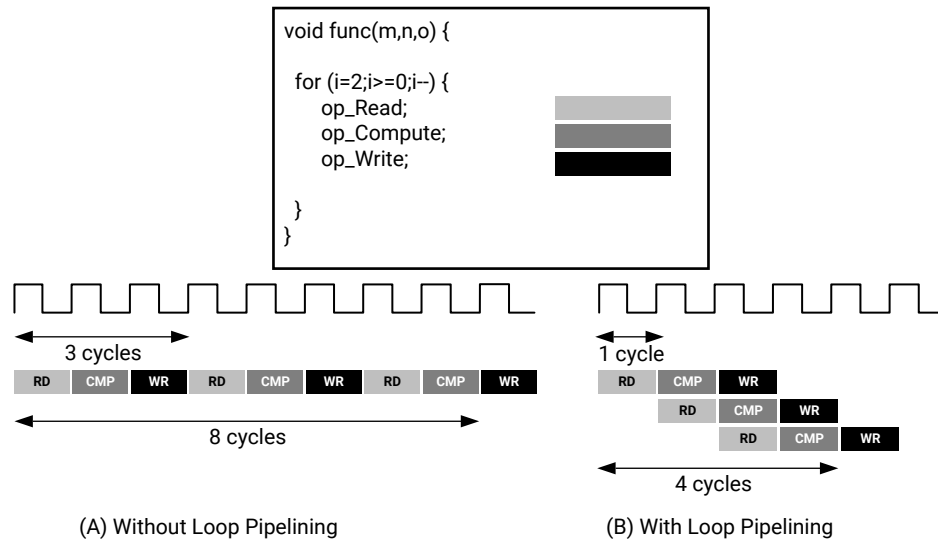 void func(m,n,o) {
for (i=2;i>=0;i--) {
op_Read;
op_Compute;
op_Write;
}
}
3 cycles
RD CMP WR RD CMP WR RD CMP WR
8 cycles
(A) Without Loop Pipelining
1 cycle
RD CMP WR
RD CMP WR
RD CMP WR
4 cycles
(B) With Loop Pipelining